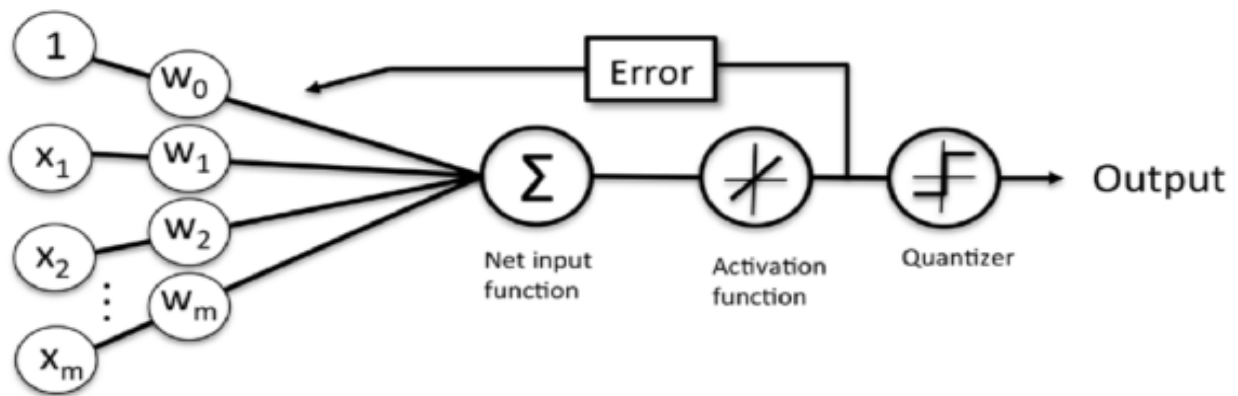 1
w₀
Error
x₁
w₁
Σ
Output
x₂
w₂
Net input
function
Activation
function
Quantizer
⋮
wₘ
xₘ